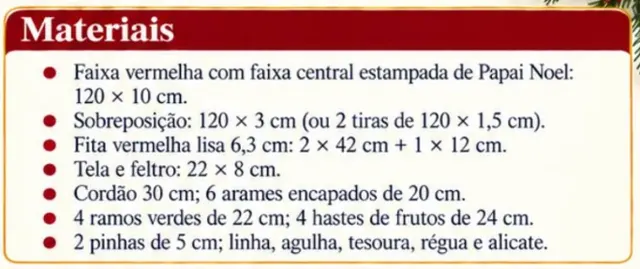 Materiais
• Faixa vermelha com faixa central estampada de Papai Noel:
120 × 10 cm.
• Sobreposição: 120 × 3 cm (ou 2 tiras de 120 × 1,5 cm).
• Fita vermelha lisa 6,3 cm: 2 × 42 cm + 1 × 12 cm.
• Tela e feltro: 22 × 8 cm.
• Cordão 30 cm; 6 arames encapados de 20 cm.
• 4 ramos verdes de 22 cm; 4 hastes de frutos de 24 cm.
• 2 pinhas de 5 cm; linha, agulha, tesoura, régua e alicate.